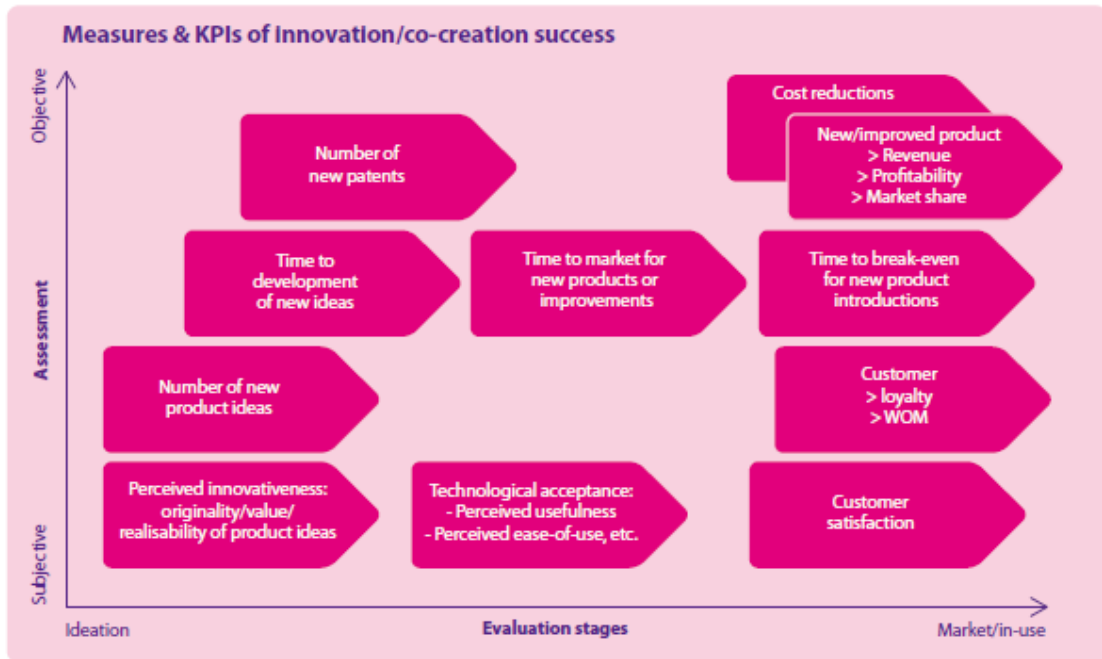 Measures & KPIs of innovation/co-creation success
Objective
Assessment
Subjective
Cost reductions
New/improved product
> Revenue
> Profitability
> Market share
Number of
new patents
Time to
development
of new ideas
Time to market for
new products or
improvements
Time to break-even
for new product
introductions
Number of new
product ideas
Customer
> loyalty
> WOM
Perceived innovativeness:
originality/value/
realisability of product ideas
Technological acceptance:
- Perceived usefulness
- Perceived ease-of-use, etc.
Customer
satisfaction
Ideation
Evaluation stages
Market/in-use